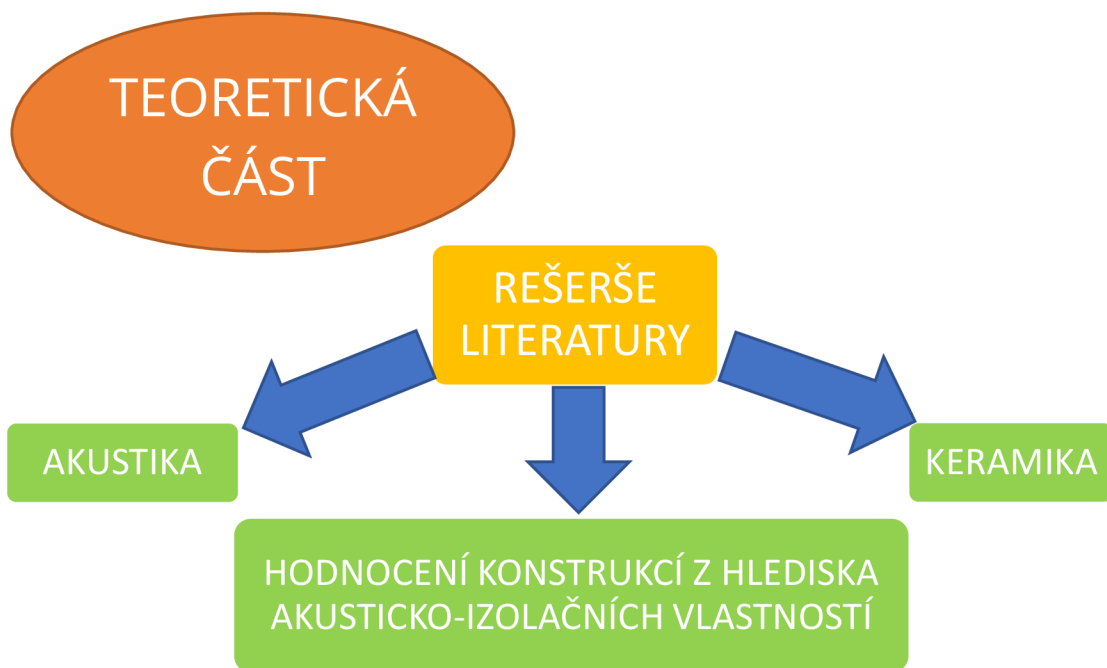 TEORETICKÁ
ČÁST
REŠERŠE
LITERATURY
AKUSTIKA
KERAMIKA
HODNOCENÍ KONSTRUKCÍ Z HLEDISKA
AKUSTICKO-IZOLAČNÍCH VLASTNOSTÍ